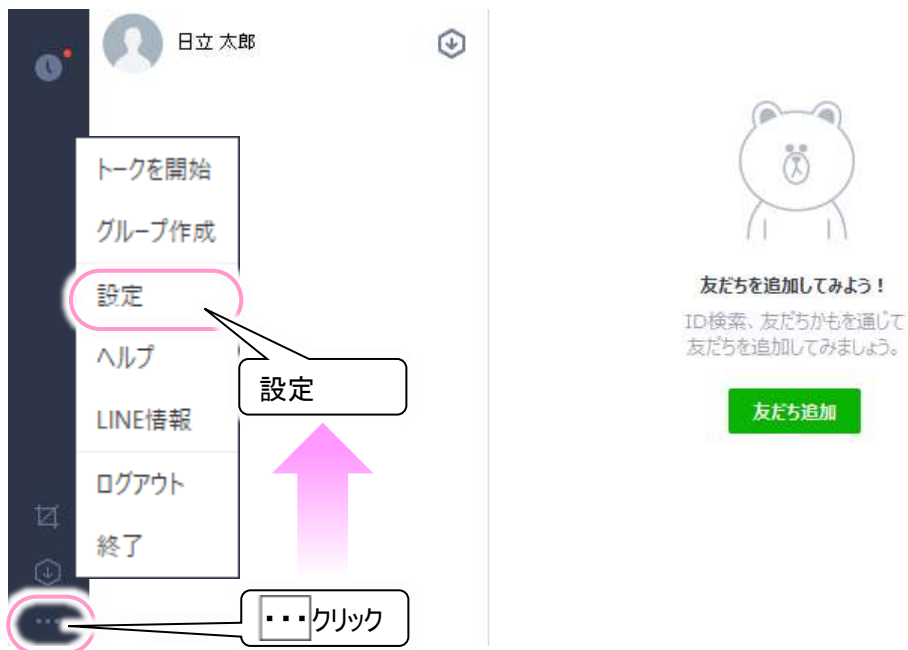 日立 太郎
トークを開始
グループ作成
設定
ヘルプ
LINE情報
ログアウト
終了
設定
・・・クリック
友だちを追加してみよう！
ID検索、友だちかもを通じて
友だちを追加してみましょう。
友だち追加